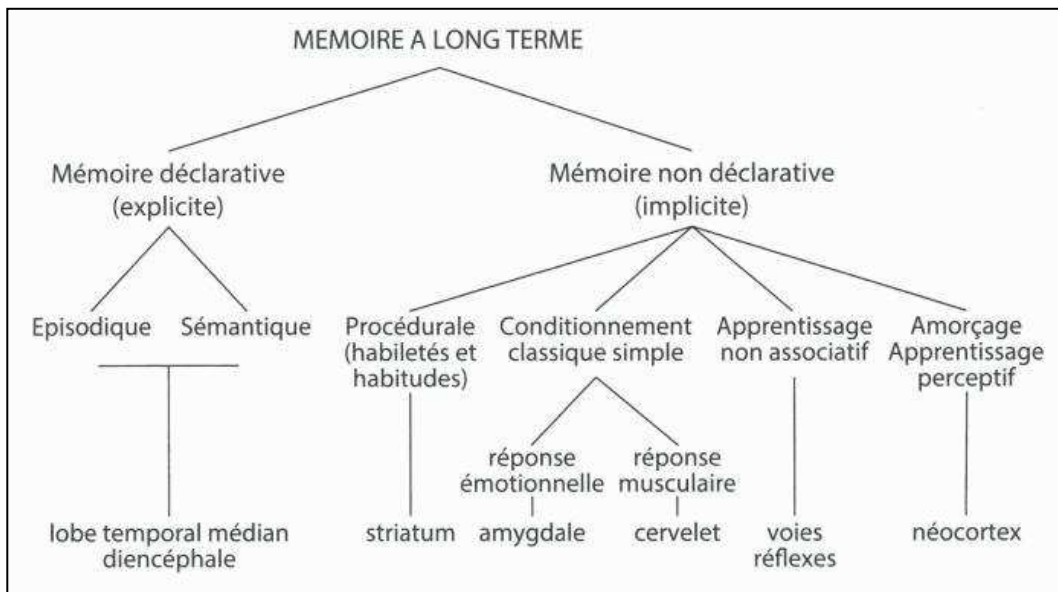 MEMOIRE A LONG TERME
Mémoire déclarative
(explicite)
Mémoire non déclarative
(implicite)
Episodique
Sémantique
Procédurale
(habiletés et
habitudes)
Conditionnement
classique simple
Apprentissage
non associatif
Amorçage
Apprentissage
perceptif
réponse
émotionnelle
réponse
musculaire
lobe temporal médian
diencéphale
striatum
amygdale
cervelet
voies
réflexes
néocortex